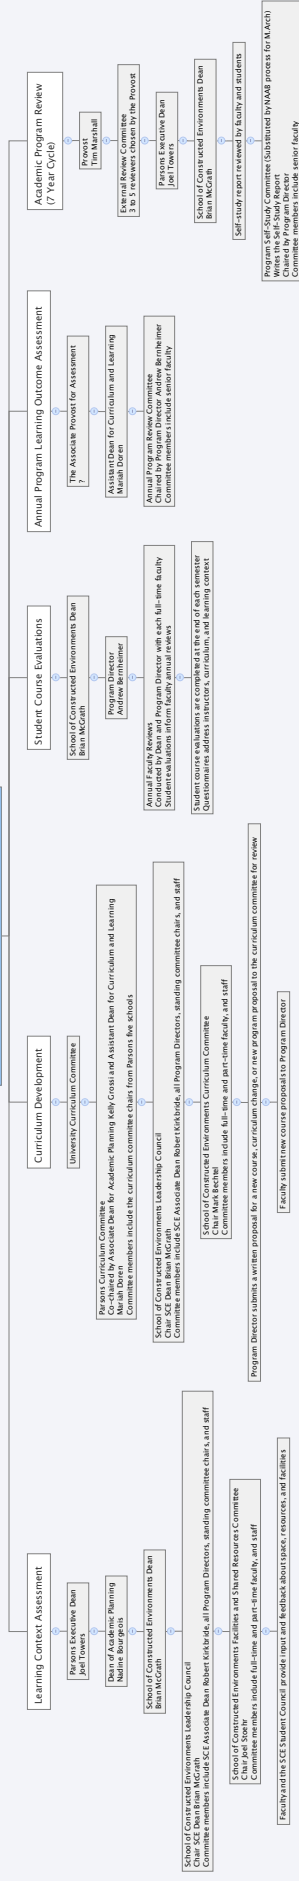 Learning Context Assessment
Parsons Executive Dean
Joel Towers
Dean of Academic Planning
Nadine Bourgeois
School of Constructed Environments Dean
Brian McGrath
School of Constructed Environments Leadership Council
Chair SCE Dean Brian McGrath
Committee members include SCE Associate Dean Robert Kirkbride, all Program Directors, standing committee chairs, and staff
School of Constructed Environments Facilities and Shared Resources Committee
Chair Joel Stoehr
Committee members include full-time and part-time faculty, and staff
Faculty and the SCE Student Council provide input and feedback about space, resources, and facilities
Curriculum Development
University Curriculum Committee
Parsons Curriculum Committee
Co-chaired by Associate Dean for Academic Planning Kelly Grossi and Assistant Dean for Curriculum and Learning
Mariah Doren
Committee members include the curriculum committee chairs from Parsons five schools
School of Constructed Environments Leadership Council
Chair SCE Dean Brian McGrath
Committee members include SCE Associate Dean Robert Kirkbride, all Program Directors, standing committee chairs, and staff
School of Constructed Environments Curriculum Committee
Chair Mark Bechtel
Committee members include full-time and part-time faculty, and staff
Program Director submits a written proposal for a new course, curriculum change, or new program proposal to the curriculum committee for review
Faculty submit new course proposals to Program Director
Student Course Evaluations
School of Constructed Environments Dean
Brian McGrath
Program Director
Andrew Bernheimer
Annual Faculty Reviews
Conducted by Dean and Program Director with each full-time faculty
Student evaluations inform faculty annual reviews
Student course evaluations are completed at the end of each semester
Questionnaires address instructors, curriculum, and learning context
Annual Program Learning Outcome Assessment
The Associate Provost for Assessment
?
Assistant Dean for Curriculum and Learning
Mariah Doren
Annual Program Review Committee
Chaired by Program Director Andrew Bernheimer
Committee members include senior faculty
Academic Program Review
(7 Year Cycle)
Provost
Tim Marshall
External Review Committee
3 to 5 reviewers chosen by the Provost
Parsons Executive Dean
Joel Towers
School of Constructed Environments Dean
Brian McGrath
Self-study report reviewed by faculty and students
Program Self-Study Committee (Substituted by NAAB process for M.Arch)
Writes the Self-Study Report
Chaired by Program Director
Committee members include senior faculty